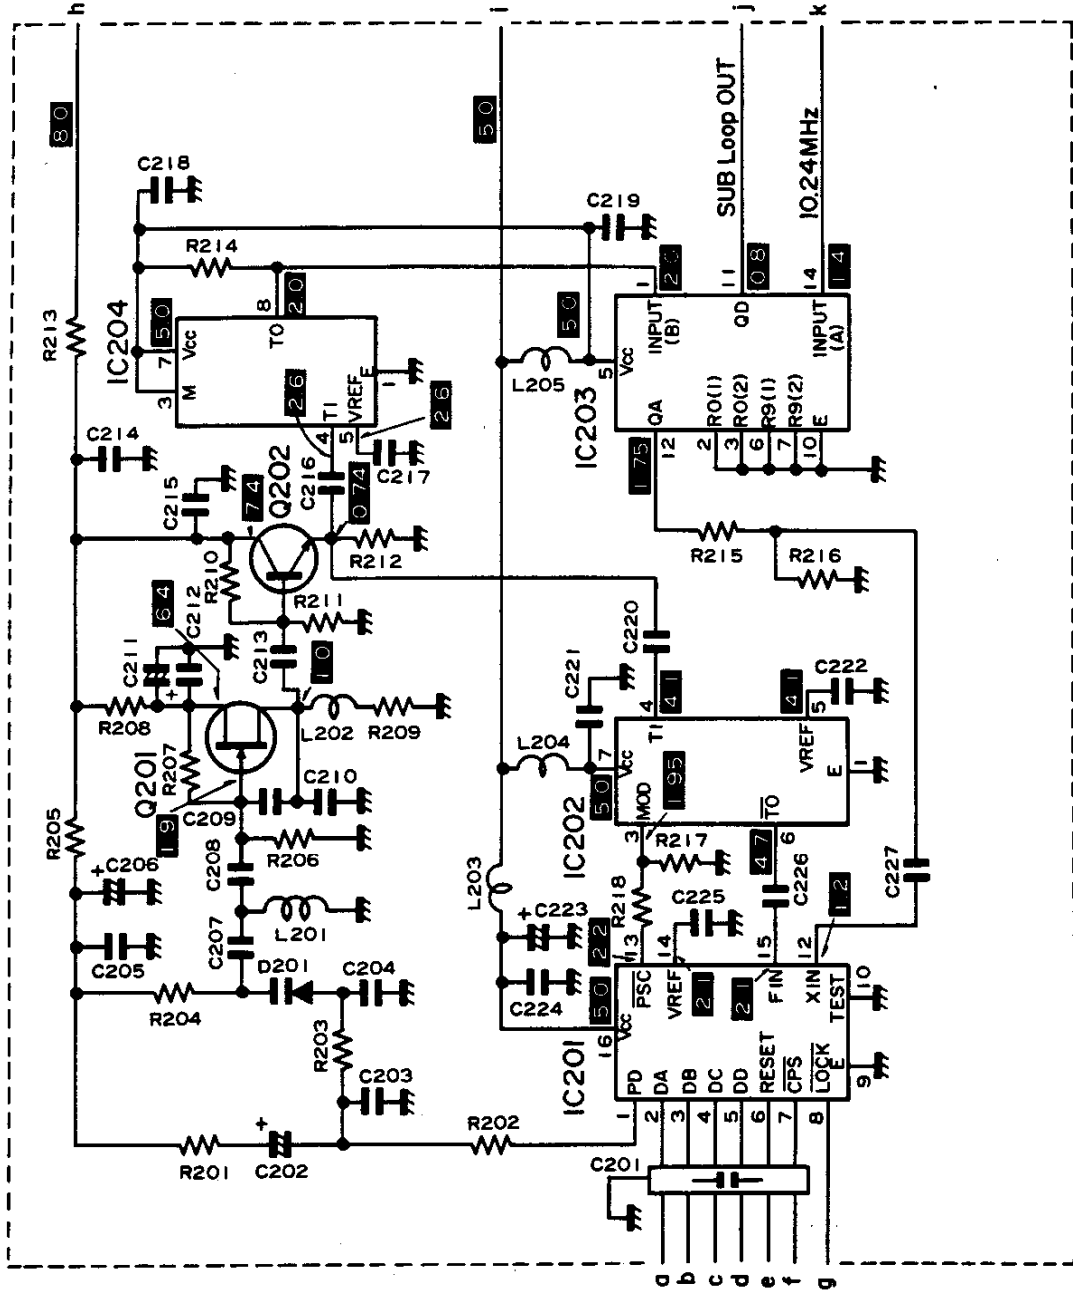 h
i
j
k
8.0
5.0
SUB Loop OUT
10.24MHz
C218
R214
C219
IC204
R213
5.0
7
Vcc
3
M
8
TO
2.0
TI
4
VREF
5
E
1
2.6
2.6
C214
C215
7.4
Q202
C216
C217
0.74
R212
R210
R211
C213
1.0
6.4
C212
C211
R208
R207
Q201
1.9
L202
R209
C209
C210
R206
C208
R205
C206
C205
C207
L201
R204
D201
C204
R203
C203
R201
C202
R202
L205
5.0
IC203
5
Vcc
1
INPUT
(B)
11
QD
0.8
14
INPUT
(A)
1.4
QA
12
1.75
RO(1)
2
RO(2)
3
R9(1)
6
R9(2)
7
E
10
R215
R216
C220
C221
L204
C222
IC202
5.0
7
Vcc
TI
4
4.1
VREF
5
4.1
E
1
3
MOD
1.95
TO
6
4.7
R217
R218
L203
C223
C224
C225
C226
C227
1.2
2.2
5.0
IC201
16
Vcc
13
PSC
14
VREF
2.1
15
FIN
2.1
12
XIN
TEST
10
E
9
1
PD
2
DA
3
DB
4
DC
5
DD
6
RESET
7
CPS
8
LOCK
C201
a
b
c
d
e
f
g